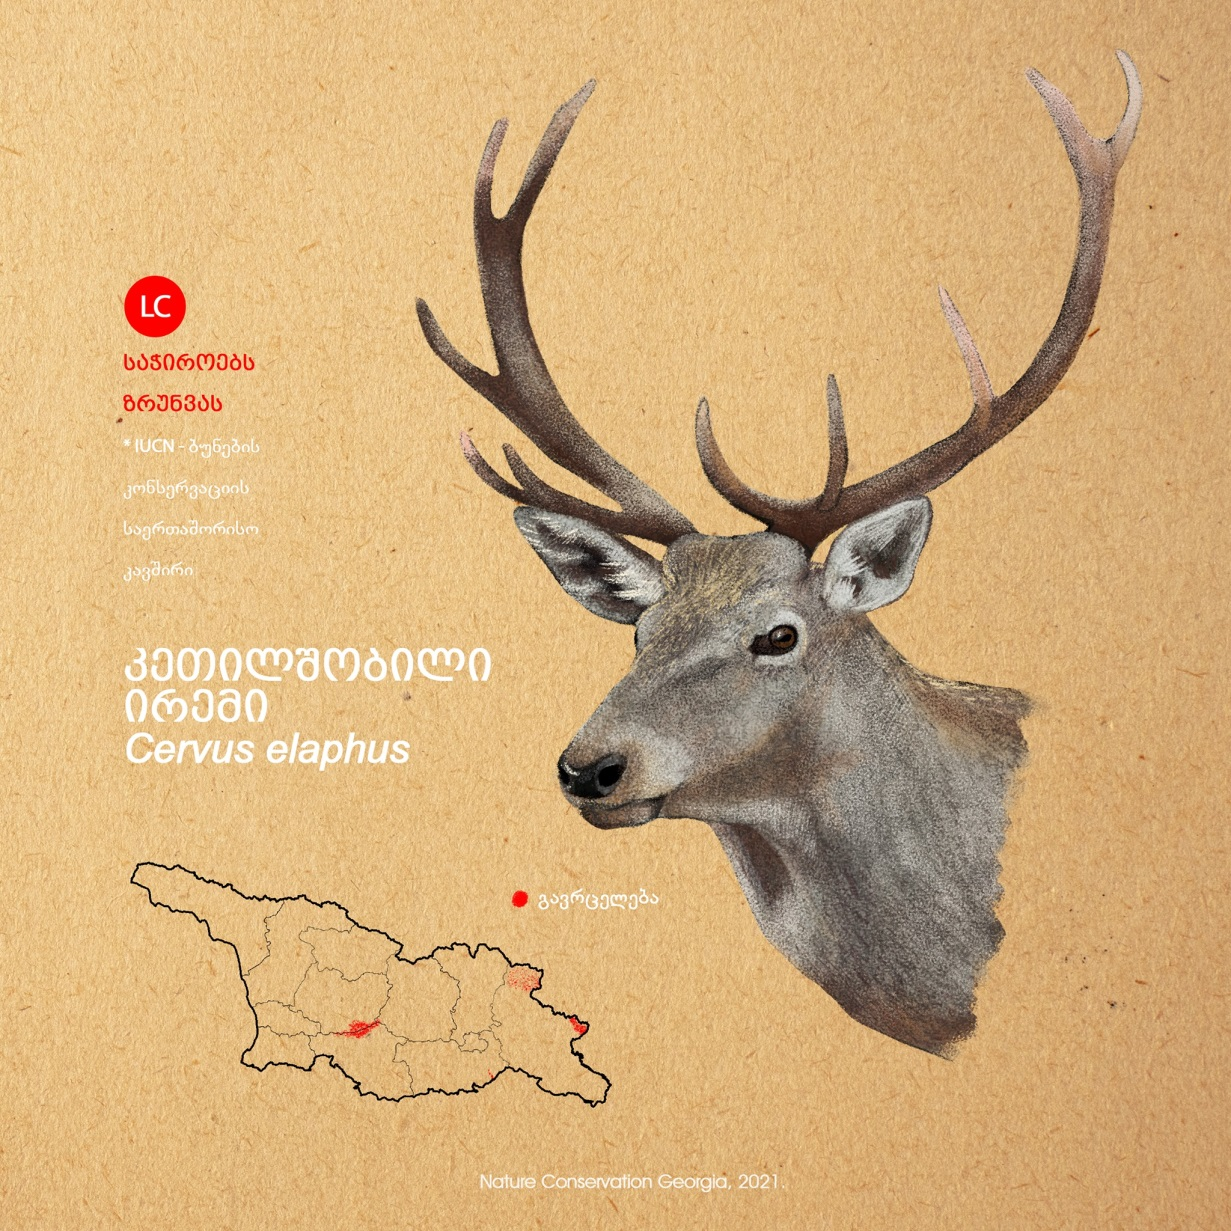 LC
საჭიროებს
ზრუნვას
* IUCN - ბუნების
კონსერვაციის
საერთაშორისო
კავშირი
კეთილშობილი
ირემი
Cervus elaphus
გავრცელება
Nature Conservation Georgia, 2021.